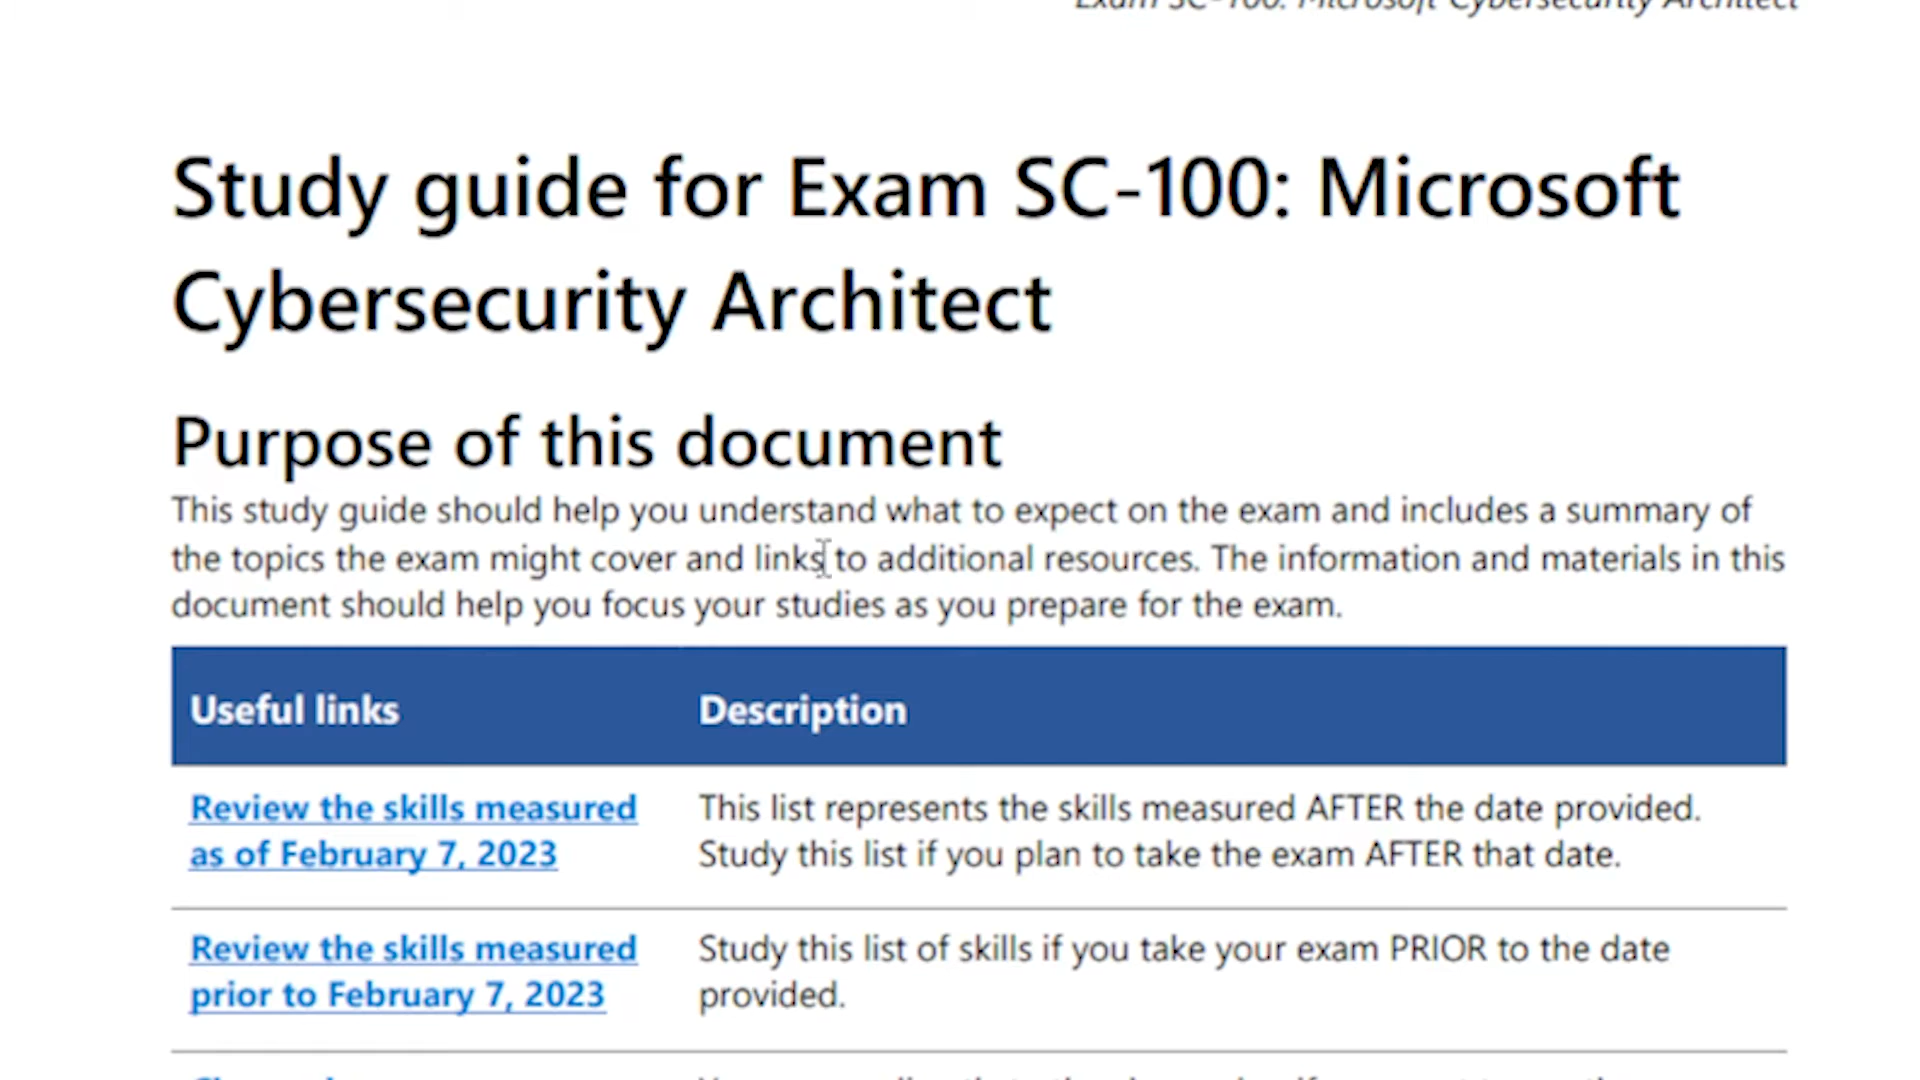 Exam SC-100: Microsoft Cybersecurity Architect
Study guide for Exam SC-100: Microsoft
Cybersecurity Architect
Purpose of this document
This study guide should help you understand what to expect on the exam and includes a summary of
the topics the exam might cover and links to additional resources. The information and materials in this
document should help you focus your studies as you prepare for the exam.
Useful links Description
Review the skills measured This list represents the skills measured AFTER the date provided.
as of February 7, 2023 Study this list if you plan to take the exam AFTER that date.
Review the skills measured Study this list of skills if you take your exam PRIOR to the date
prior to February 7, 2023 provided.